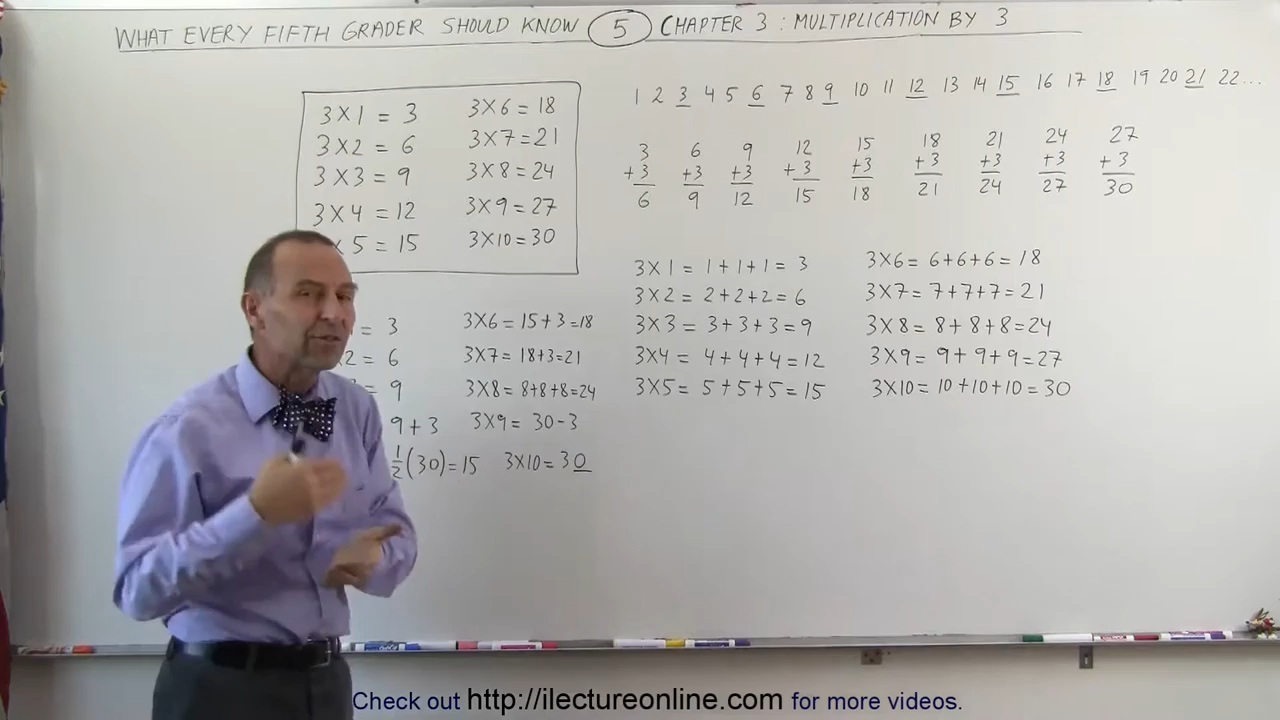 WHAT EVERY FIFTH GRADER SHOULD KNOW 5 CHAPTER 3 : MULTIPLICATION BY 3
3X1 = 3 3X6 = 18
3X2 = 6 3X7=21
3X3 = 9 3X8=24
3X4 = 12 3X9=27
X 5 = 15 3X10=30
1 2 3 4 5 6 7 8 9 10 11 12 13 14 15 16 17 18 19 20 21 22...
3 6 9 12 15 18 21 24 27
+3 +3 +3 +3 +3 +3 +3 +3 +3
6 9 12 15 18 21 24 27 30
= 3 3X6=15+3=18
2 = 6 3X7= 18+3=21
= 9 3X8= 8+8+8=24
9+3 3X9= 30-3
1/2(30)=15 3X10=30
3X1 = 1+1+1= 3 3X6= 6+6+6=18
3X2 = 2+2+2=6 3X7=7+7+7=21
3X3 = 3+3+3=9 3X8= 8+8+8=24
3X4 = 4+4+4=12 3X9= 9+9+9=27
3X5= 5+5+5=15 3X10= 10+10+10=30
Check out http://ilectureonline.com for more videos.